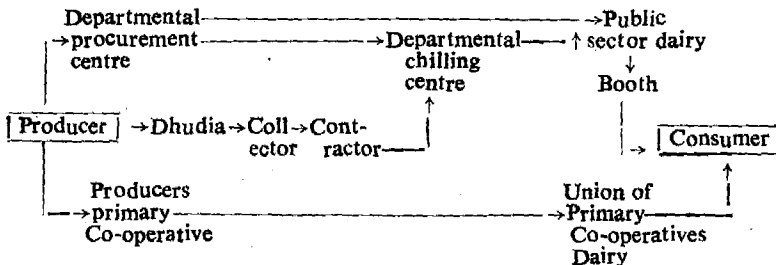 Departmental → Public
→ procurement → Departmental → ↑ sector dairy
centre chilling ↓
centre Booth
Producer → Dhudia → Coll → Cont-
ector ractor
→ Consumer
Producers Union of
→ primary → Primary
Co-operative Co-operatives
Dairy